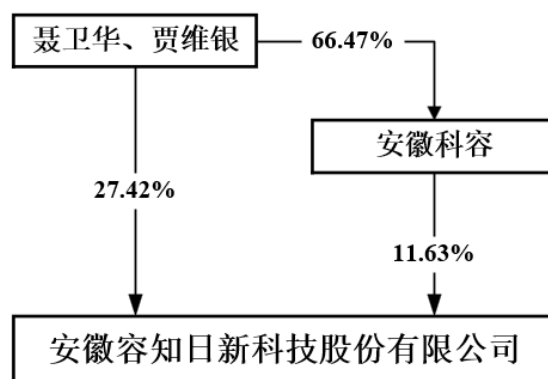 聂卫华、贾维银
66.47%
安徽科容
27.42%
11.63%
安徽容知日新科技股份有限公司